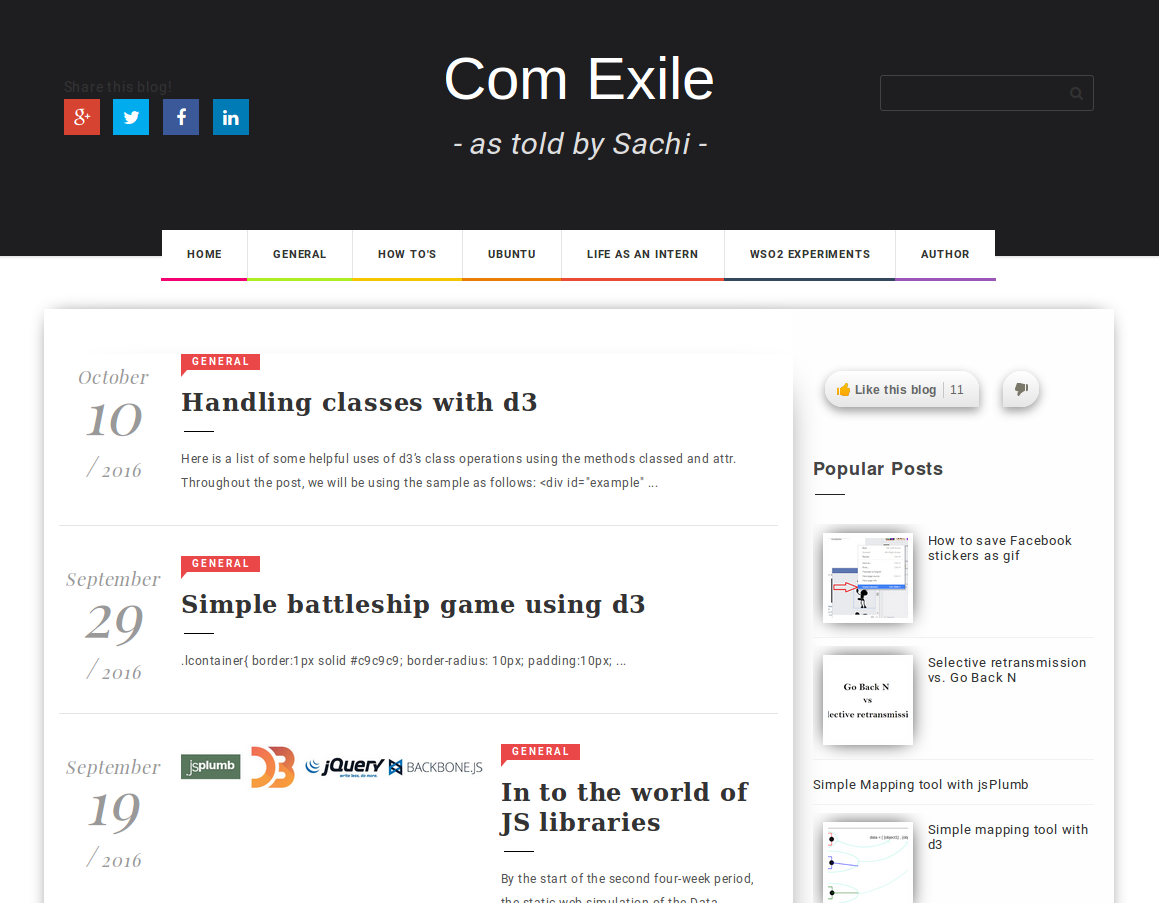 Share this blog!
Com Exile
- as told by Sachi -
HOME
GENERAL
HOW TO'S
UBUNTU
LIFE AS AN INTERN
WSO2 EXPERIMENTS
AUTHOR
October
10
/ 2016
GENERAL
Handling classes with d3
Here is a list of some helpful uses of d3's class operations using the methods classed and attr.
Throughout the post, we will be using the sample as follows: <div id="example" ...
September
29
/ 2016
GENERAL
Simple battleship game using d3
.lcontainer{ border:1px solid #c9c9c9; border-radius: 10px; padding:10px; ...
September
19
/ 2016
jsplumb
D3
jQuery
write less, do more.
BACKBONE.JS
GENERAL
In to the world of
JS libraries
By the start of the second four-week period,
the static web simulation of the Data
Like this blog 11
Popular Posts
How to save Facebook
stickers as gif
Go Back N
vs
lective retransmissi
Selective retransmission
vs. Go Back N
Simple Mapping tool with jsPlumb
Simple mapping tool with
d3